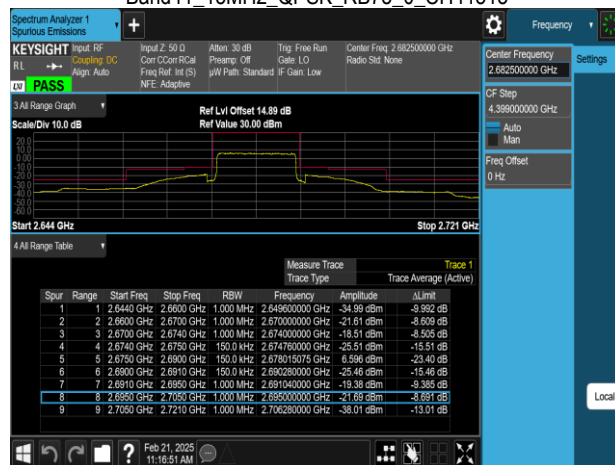 Spectrum Analyzer 1
Spurious Emissions
Frequency
KEYSIGHT Input: RF Input Z: 50 Ω Atten: 30 dB Trig: Free Run Center Freq: 2.682500000 GHz
RL Coupling: DC Corr CCorr RCal Preamp: Off Gate: LO Radio Std: None
Align: Auto Freq Ref: Int (S) µW Path: Standard IF Gain: Low
LXI PASS NFE: Adaptive
Center Frequency
2.682500000 GHz
Settings
CF Step
4.399000000 GHz
Auto
Man
Freq Offset
0 Hz
3 All Range Graph
Ref Lvl Offset 14.89 dB
Scale/Div 10.0 dB Ref Value 30.00 dBm
20.0
10.0
0.00
-10.0
-20.0
-30.0
-40.0
-50.0
-60.0
Start 2.644 GHz Stop 2.721 GHz
4 All Range Table
Measure Trace Trace 1
Trace Type Trace Average (Active)
Spur Range Start Freq Stop Freq RBW Frequency Amplitude ΔLimit
1 1 2.6440 GHz 2.6600 GHz 1.000 MHz 2.649600000 GHz -34.99 dBm -9.992 dB
2 2 2.6600 GHz 2.6700 GHz 1.000 MHz 2.670000000 GHz -21.61 dBm -8.609 dB
3 3 2.6700 GHz 2.6740 GHz 1.000 MHz 2.674000000 GHz -18.51 dBm -8.505 dB
4 4 2.6740 GHz 2.6750 GHz 150.0 kHz 2.674760000 GHz -25.51 dBm -15.51 dB
5 5 2.6750 GHz 2.6900 GHz 150.0 kHz 2.678015075 GHz 6.596 dBm -23.40 dB
6 6 2.6900 GHz 2.6910 GHz 150.0 kHz 2.690280000 GHz -25.46 dBm -15.46 dB
7 7 2.6910 GHz 2.6950 GHz 1.000 MHz 2.691040000 GHz -19.38 dBm -9.385 dB
8 8 2.6950 GHz 2.7050 GHz 1.000 MHz 2.695000000 GHz -21.69 dBm -8.691 dB
9 9 2.7050 GHz 2.7210 GHz 1.000 MHz 2.706280000 GHz -38.01 dBm -13.01 dB
Local
? Feb 21, 2025
11:16:51 AM